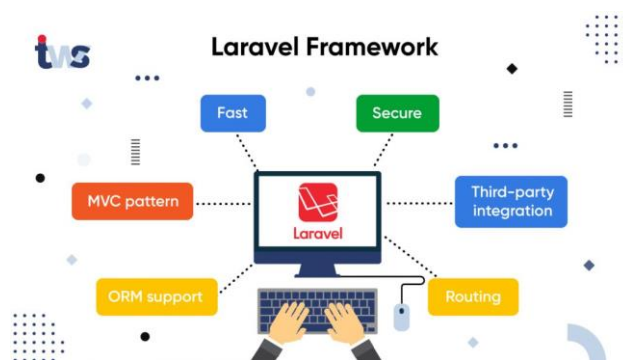 tws
Laravel Framework
Fast
Secure
MVC pattern
Third-party
integration
Laravel
ORM support
Routing